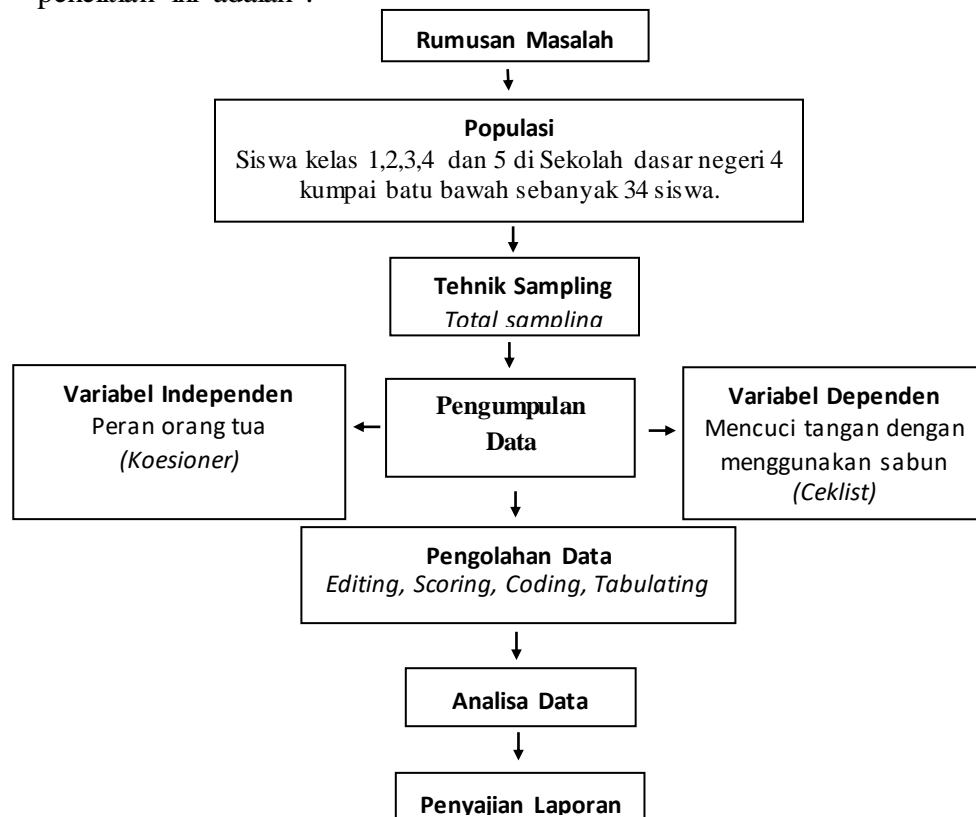 penelitian ini adalah :
Rumusan Masalah
Populasi
Siswa kelas 1,2,3,4 dan 5 di Sekolah dasar negeri 4
kumpai batu bawah sebanyak 34 siswa.
Tehnik Sampling
Total sampling
Variabel Independen
Peran orang tua
(Koesioner)
Pengumpulan
Data
Variabel Dependen
Mencuci tangan dengan
menggunakan sabun
(Ceklist)
Pengolahan Data
Editing, Scoring, Coding, Tabulating
Analisa Data
Penyajian Laporan